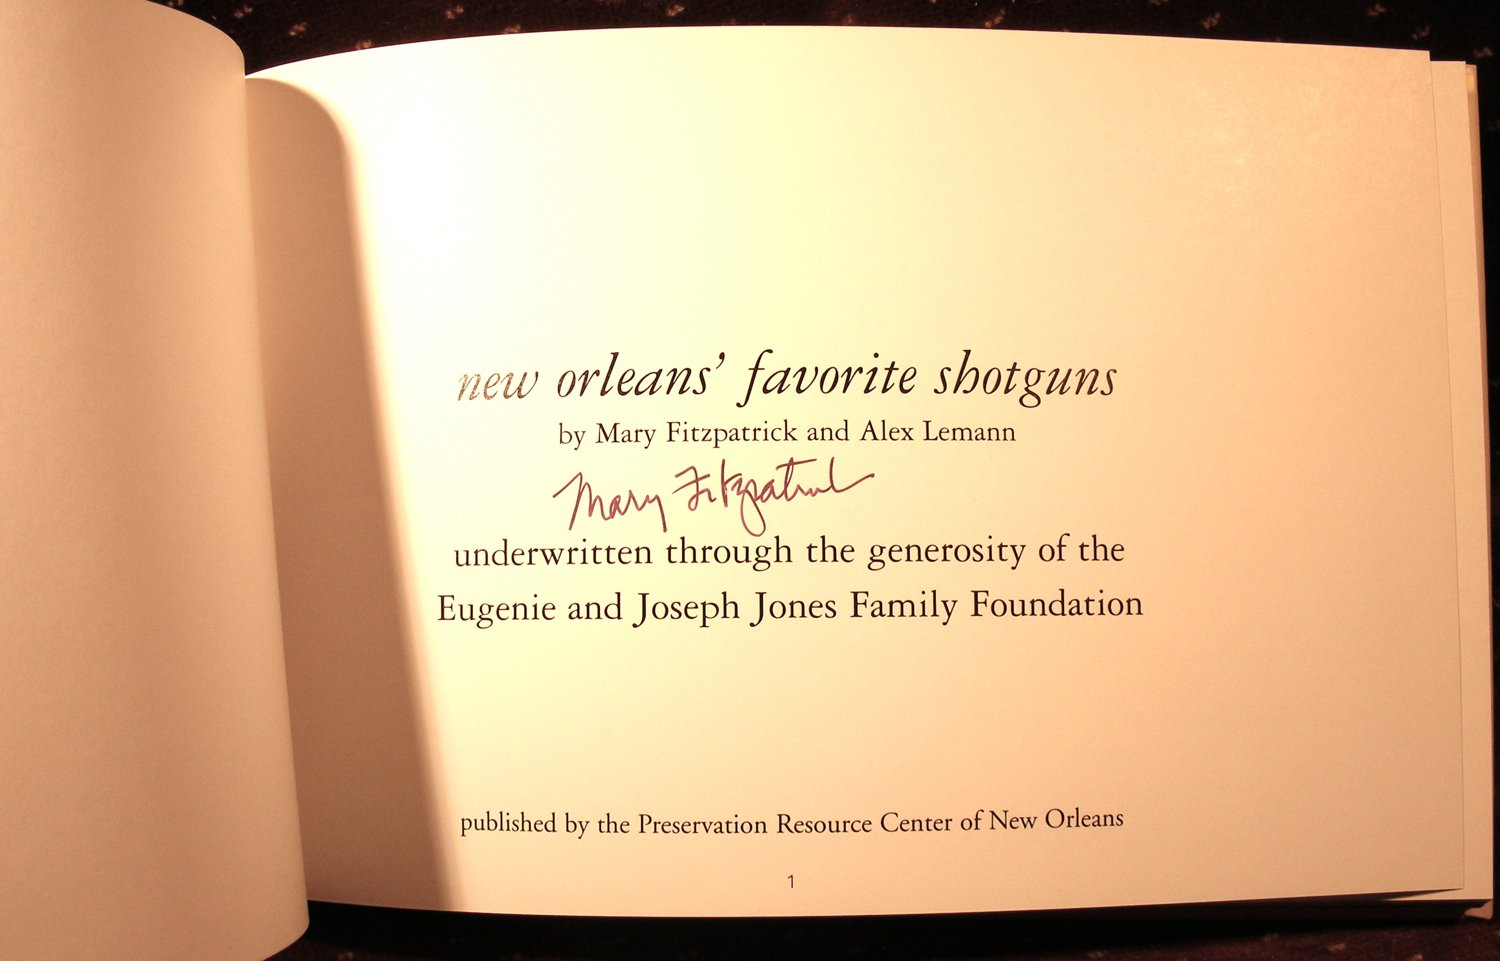 new orleans’ favorite shotguns
by Mary Fitzpatrick and Alex Lemann
Mary Fitzpatrick
underwritten through the generosity of the
Eugenie and Joseph Jones Family Foundation
published by the Preservation Resource Center of New Orleans
1